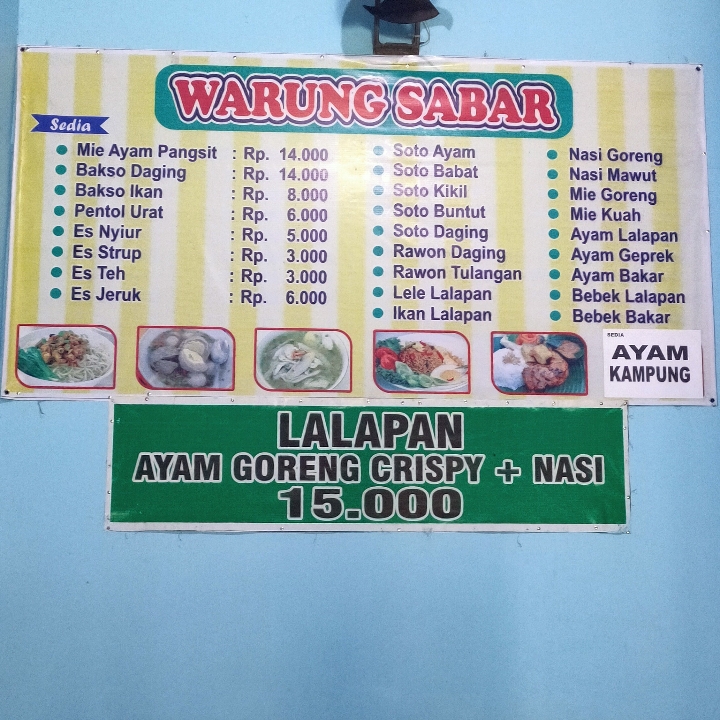 WARUNG SABAR
Sedia
Mie Ayam Pangsit : Rp. 14.000
Bakso Daging : Rp. 14.000
Bakso Ikan : Rp. 8.000
Pentol Urat : Rp. 6.000
Es Nyiur : Rp. 5.000
Es Strup : Rp. 3.000
Es Teh : Rp. 3.000
Es Jeruk : Rp. 6.000
Soto Ayam
Soto Babat
Soto Kikil
Soto Buntut
Soto Daging
Rawon Daging
Rawon Tulangan
Lele Lalapan
Ikan Lalapan
Nasi Goreng
Nasi Mawut
Mie Goreng
Mie Kuah
Ayam Lalapan
Ayam Geprek
Ayam Bakar
Bebek Lalapan
Bebek Bakar
SEDIA
AYAM
KAMPUNG
LALAPAN
AYAM GORENG CRISPY + NASI
15.000